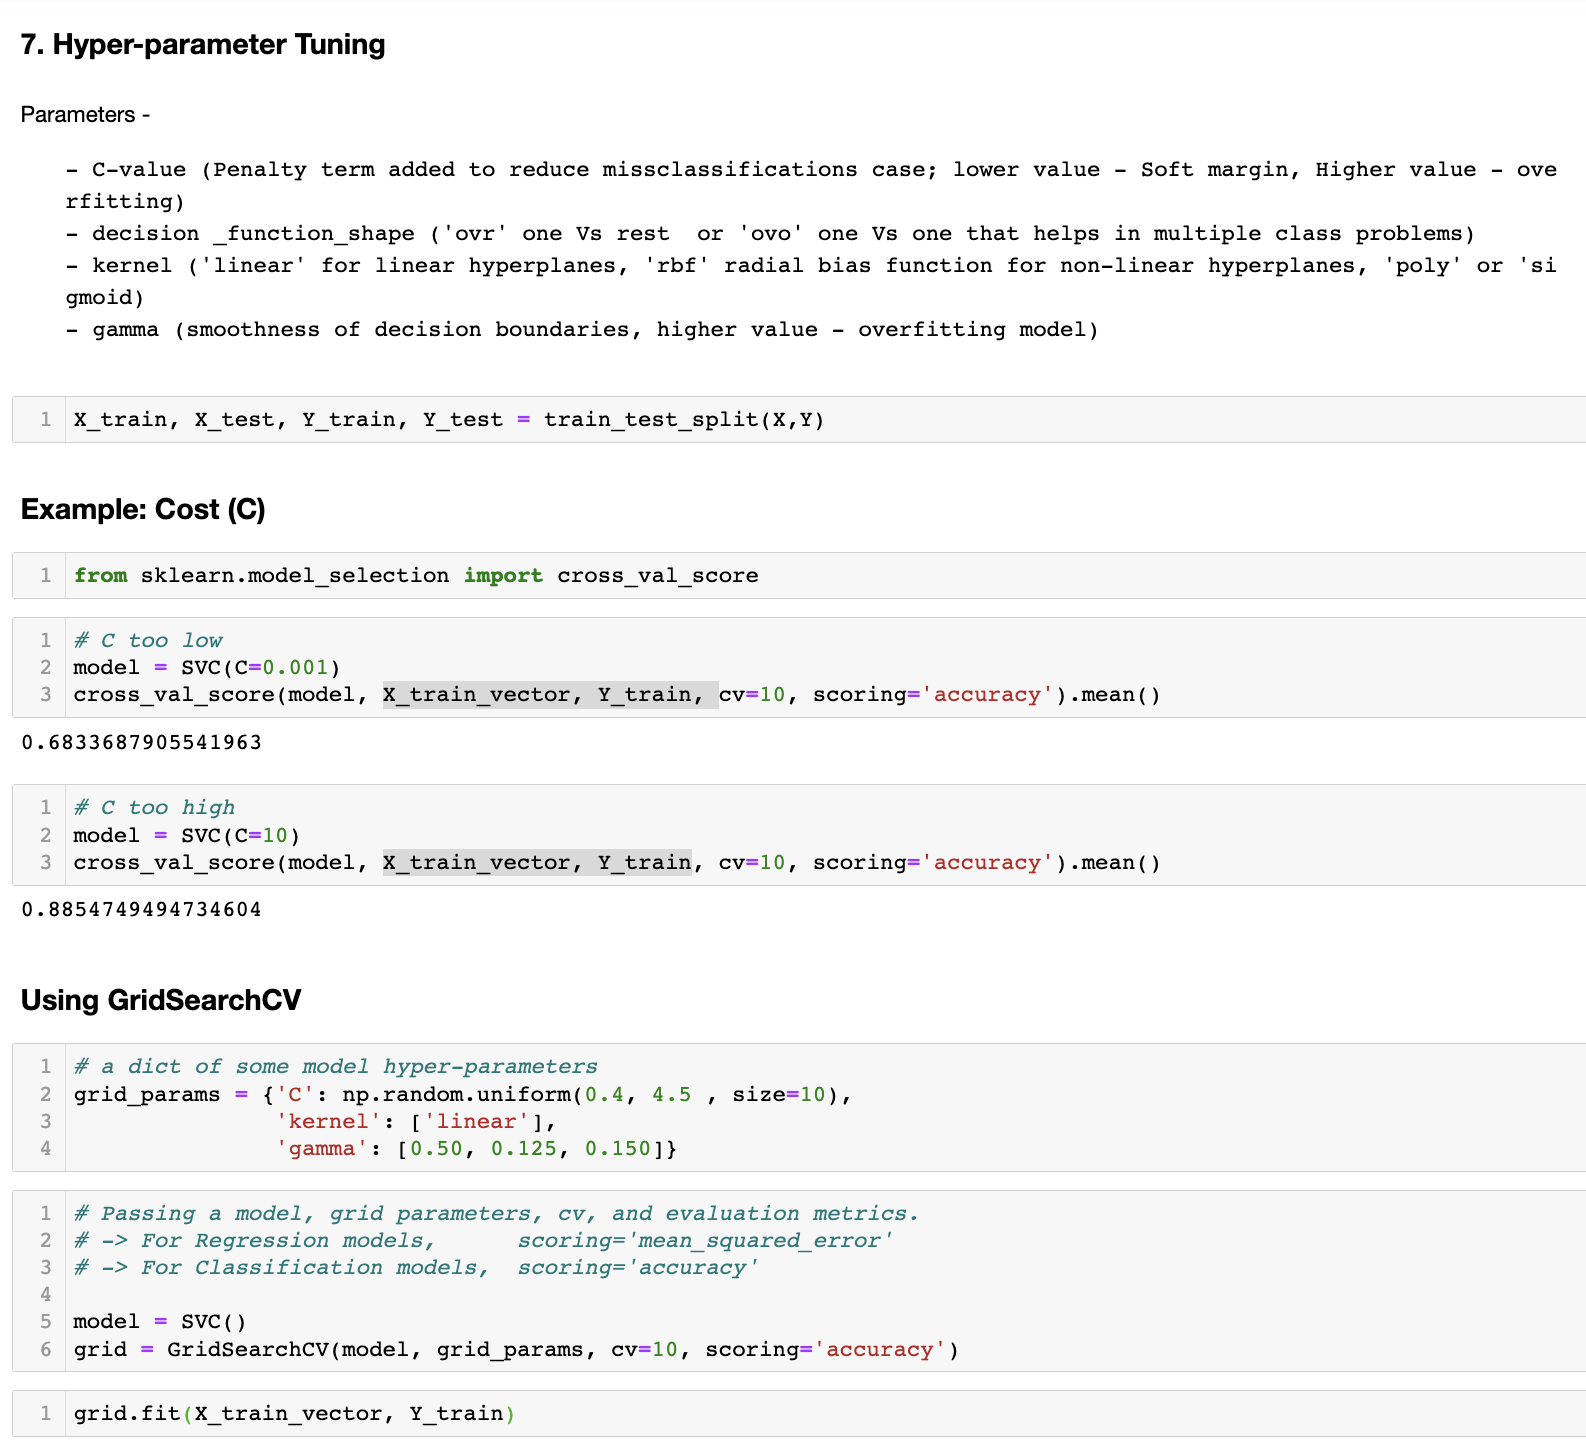 7. Hyper-parameter Tuning
Parameters -
- C-value (Penalty term added to reduce missclassifications case; lower value - Soft margin, Higher value - ove
rfitting)
- decision _function_shape ('ovr' one Vs rest  or 'ovo' one Vs one that helps in multiple class problems)
- kernel ('linear' for linear hyperplanes, 'rbf' radial bias function for non-linear hyperplanes, 'poly' or 'si
gmoid)
- gamma (smoothness of decision boundaries, higher value - overfitting model)
1 X_train, X_test, Y_train, Y_test = train_test_split(X,Y)
Example: Cost (C)
1 from sklearn.model_selection import cross_val_score
1 # C too low
2 model = SVC(C=0.001)
3 cross_val_score(model, X_train_vector, Y_train, cv=10, scoring='accuracy').mean()
0.6833687905541963
1 # C too high
2 model = SVC(C=10)
3 cross_val_score(model, X_train_vector, Y_train, cv=10, scoring='accuracy').mean()
0.8854749494734604
Using GridSearchCV
1 # a dict of some model hyper-parameters
2 grid_params = {'C': np.random.uniform(0.4, 4.5 , size=10),
3                'kernel': ['linear'],
4                'gamma': [0.50, 0.125, 0.150]}
1 # Passing a model, grid parameters, cv, and evaluation metrics.
2 # -> For Regression models,      scoring='mean_squared_error'
3 # -> For Classification models,  scoring='accuracy'
4
5 model = SVC()
6 grid = GridSearchCV(model, grid_params, cv=10, scoring='accuracy')
1 grid.fit(X_train_vector, Y_train)